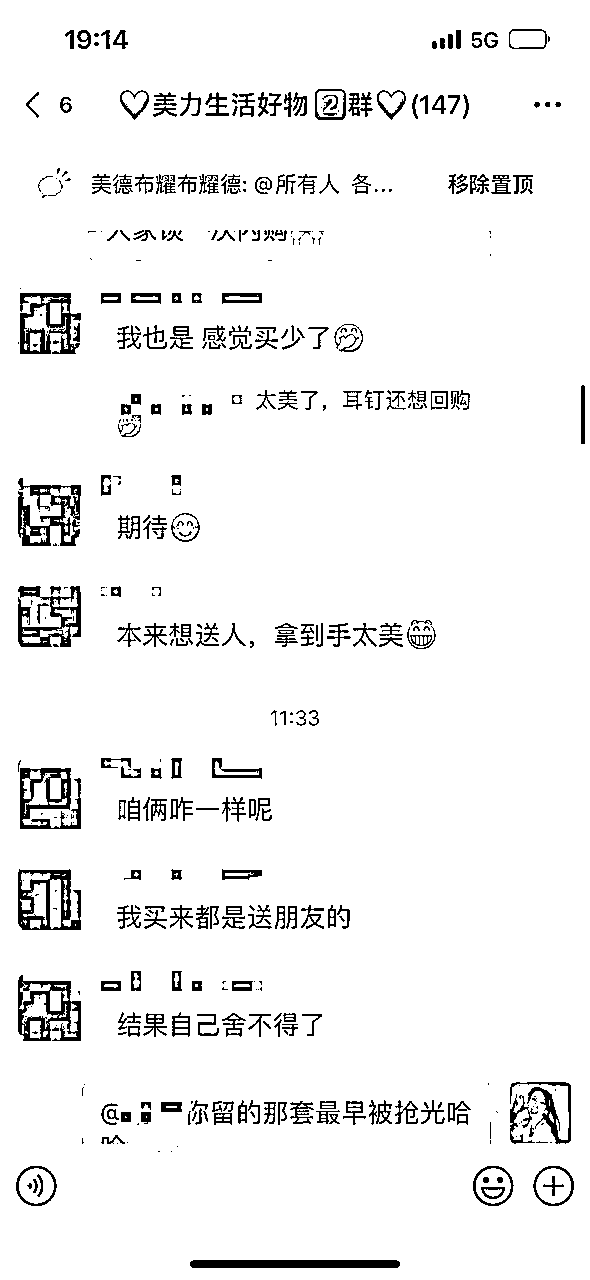 19:14
5G
6
♡美力生活好物2️⃣群♡(147)
美德布耀布耀德: @所有人 各...
移除置顶
我也是 感觉买少了🤭
太美了，耳钉还想回购
🤭
期待😊
本来想送人，拿到手太美😁
11:33
咱俩咋一样呢
我买来都是送朋友的
结果自己舍不得了
@ 你留的那套最早被抢光哈